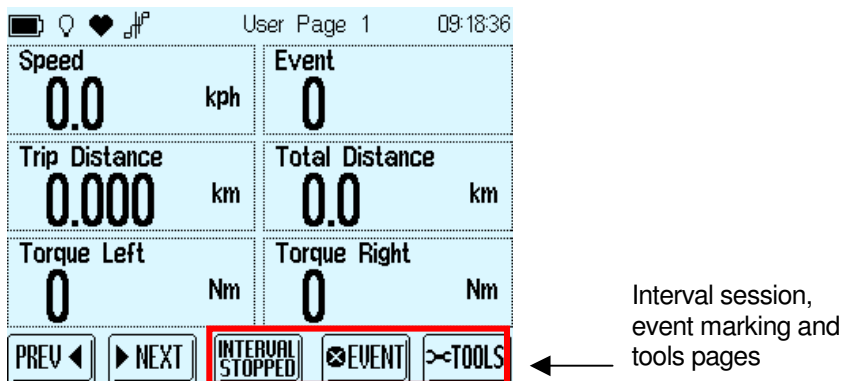 User Page 1 09:18:36
Speed
0.0 kph
Event
0
Trip Distance
0.000 km
Total Distance
0.0 km
Torque Left
0 Nm
Torque Right
0 Nm
PREV NEXT INTERVAL STOPPED EVENT TOOLS
Interval session,
event marking and
tools pages